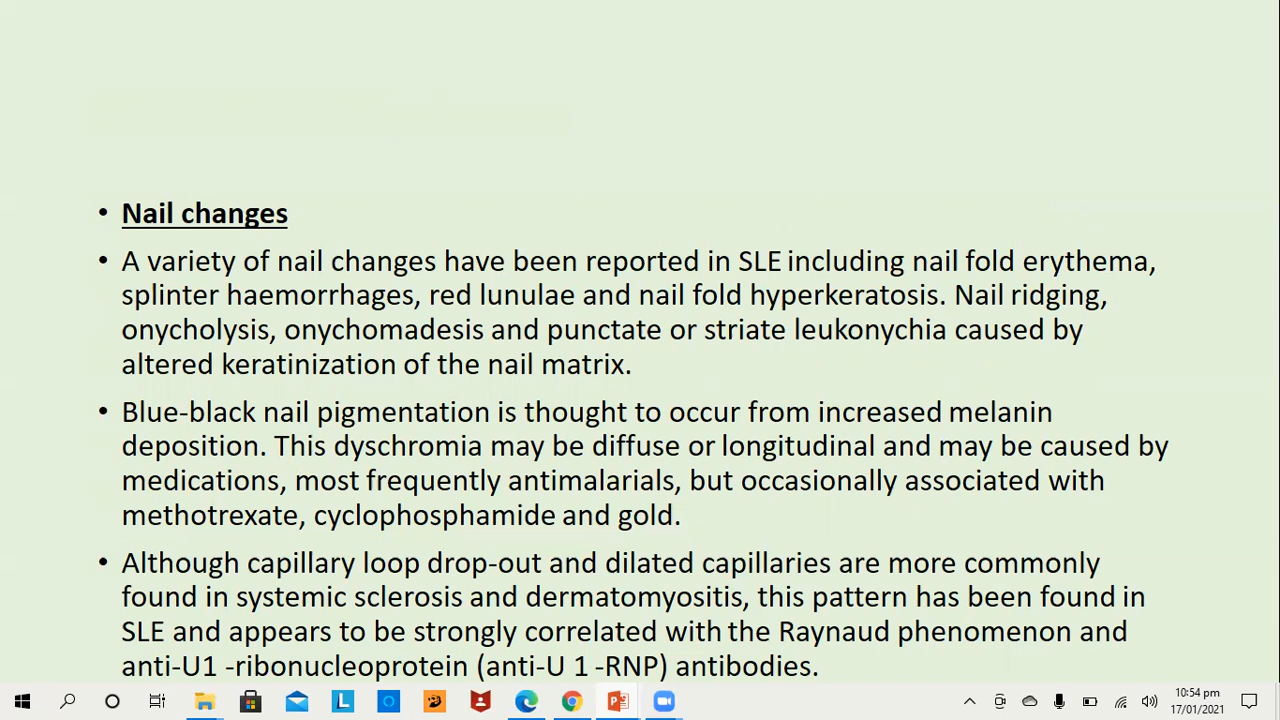 • Nail changes
• A variety of nail changes have been reported in SLE including nail fold erythema,
splinter haemorrhages, red lunulae and nail fold hyperkeratosis. Nail ridging,
onycholysis, onychomadesis and punctate or striate leukonychia caused by
altered keratinization of the nail matrix.
• Blue-black nail pigmentation is thought to occur from increased melanin
deposition. This dyschromia may be diffuse or longitudinal and may be caused by
medications, most frequently antimalarials, but occasionally associated with
methotrexate, cyclophosphamide and gold.
• Although capillary loop drop-out and dilated capillaries are more commonly
found in systemic sclerosis and dermatomyositis, this pattern has been found in
SLE and appears to be strongly correlated with the Raynaud phenomenon and
anti-U1 -ribonucleoprotein (anti-U 1 -RNP) antibodies.
L
10:54 pm
17/01/2021